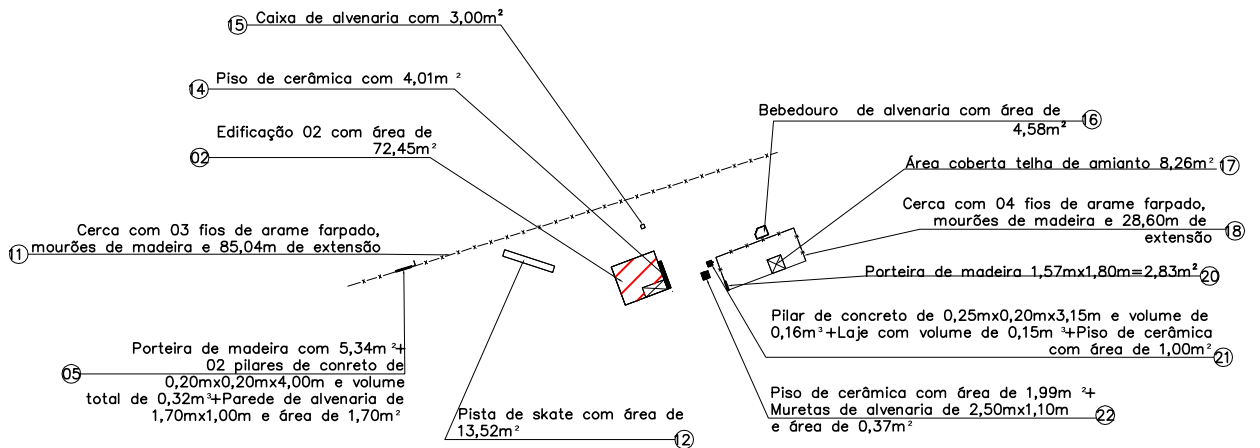 15
Caixa de alvenaria com 3,00m²
14
Piso de cerâmica com 4,01m²
02
Edificação 02 com área de
72,45m²
11
Cerca com 03 fios de arame farpado,
mourões de madeira e 85,04m de
extensão
05
Porteira de madeira com 5,34m²+
02 pilares de conreto de
0,20mx0,20mx4,00m e volume
total de 0,32m³+Parede de alvenaria de
1,70mx1,00m e área de 1,70m²
Pista de skate com área de
13,52m²
12
Bebedouro de alvenaria com área de
4,58m²
16
Área coberta telha de amianto 8,26m²
17
Cerca com 04 fios de arame farpado,
mourões de madeira e 28,60m de
extensão
18
Porteira de madeira 1,57mx1,80m=2,83m²
20
Pilar de concreto de 0,25mx0,20mx3,15m e volume de
0,16m³+Laje com volume de 0,15m³+Piso de cerâmica
com área de 1,00m²
21
Piso de cerâmica com área de 1,99m²+
Muretas de alvenaria de 2,50mx1,10m
e área de 0,37m²
22